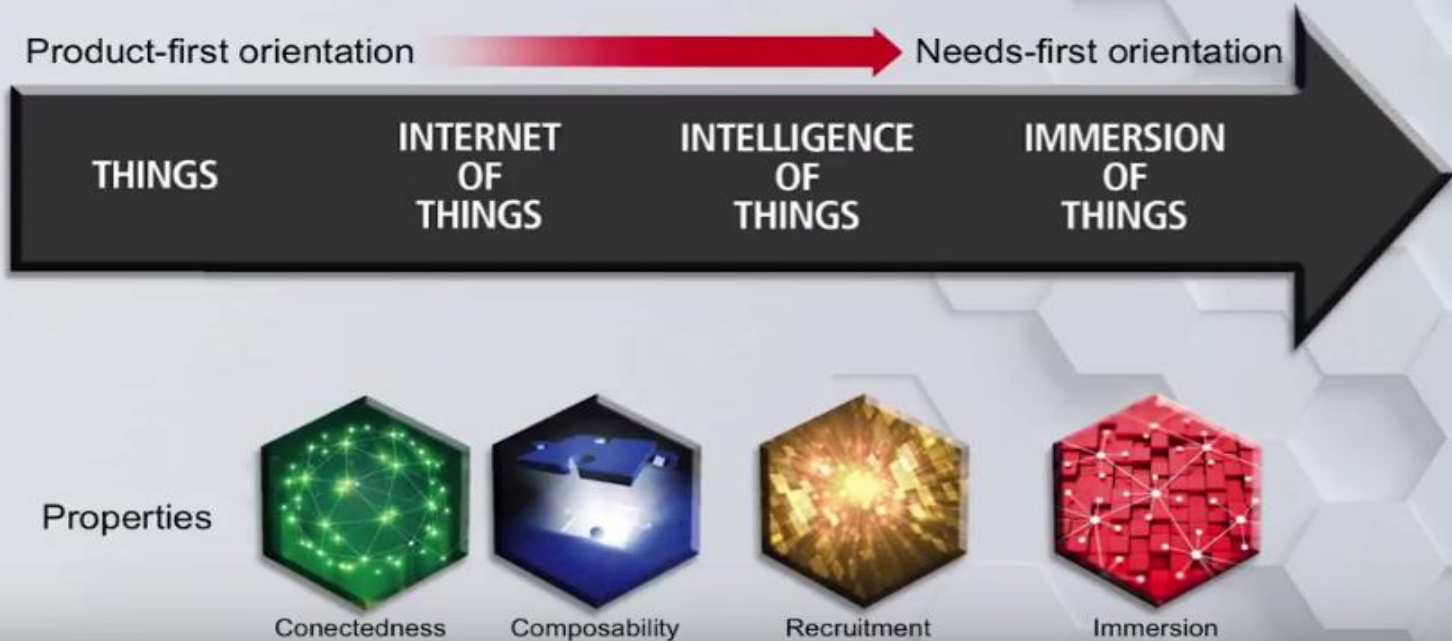 Product-first orientation
Needs-first orientation
THINGS
INTERNET
OF
THINGS
INTELLIGENCE
OF
THINGS
IMMERSION
OF
THINGS
Properties
Conectedness
Composability
Recruitment
Immersion